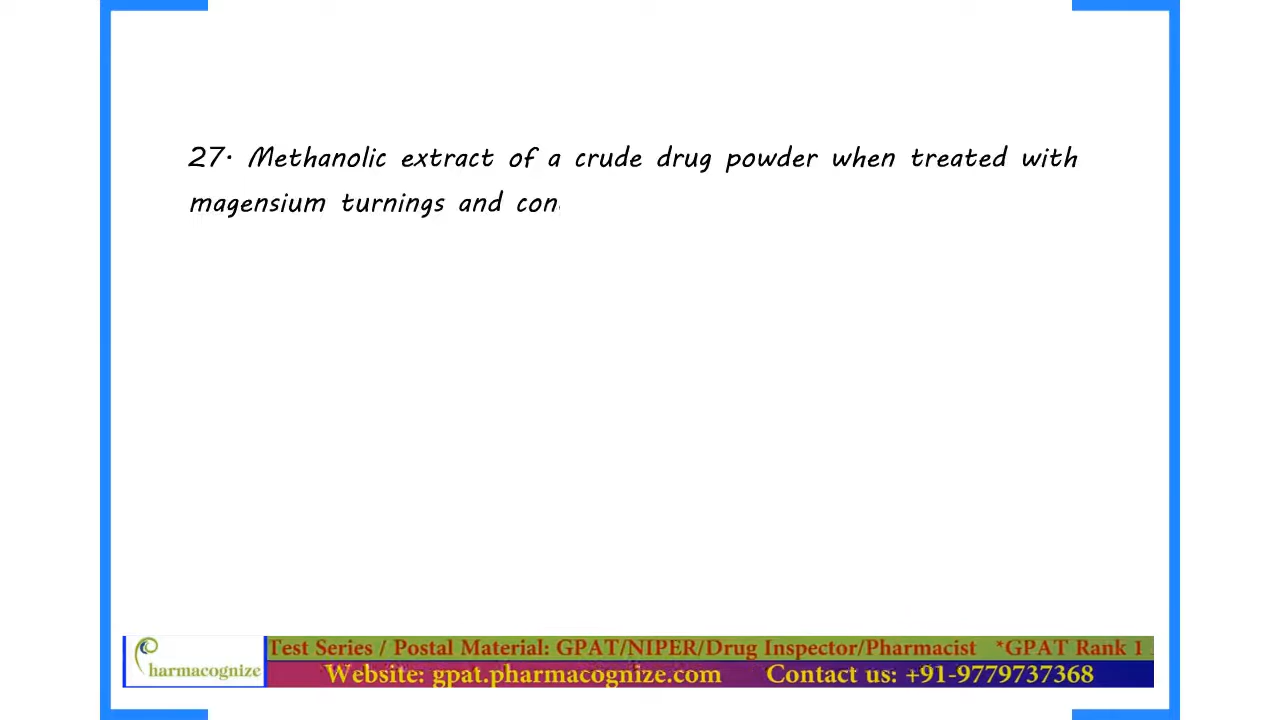 27. Methanolic extract of a crude drug powder when treated with
magensium turnings and con
Pharmacognize
Test Series / Postal Material: GPAT/NIPER/Drug Inspector/Pharmacist *GPAT Rank 1
Website: gpat.pharmacognize.com Contact us: +91-9779737368